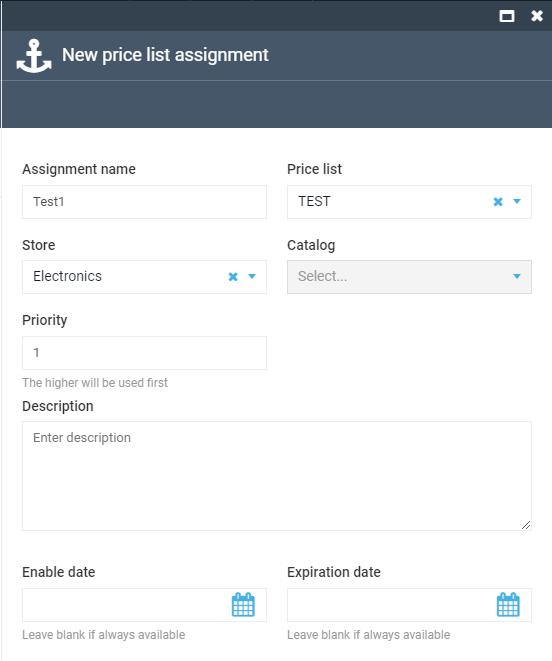 New price list assignment
Assignment name
Price list
Test1
TEST
Store
Catalog
Electronics
Select...
Priority
1
The higher will be used first
Description
Enter description
Enable date
Expiration date
Leave blank if always available
Leave blank if always available